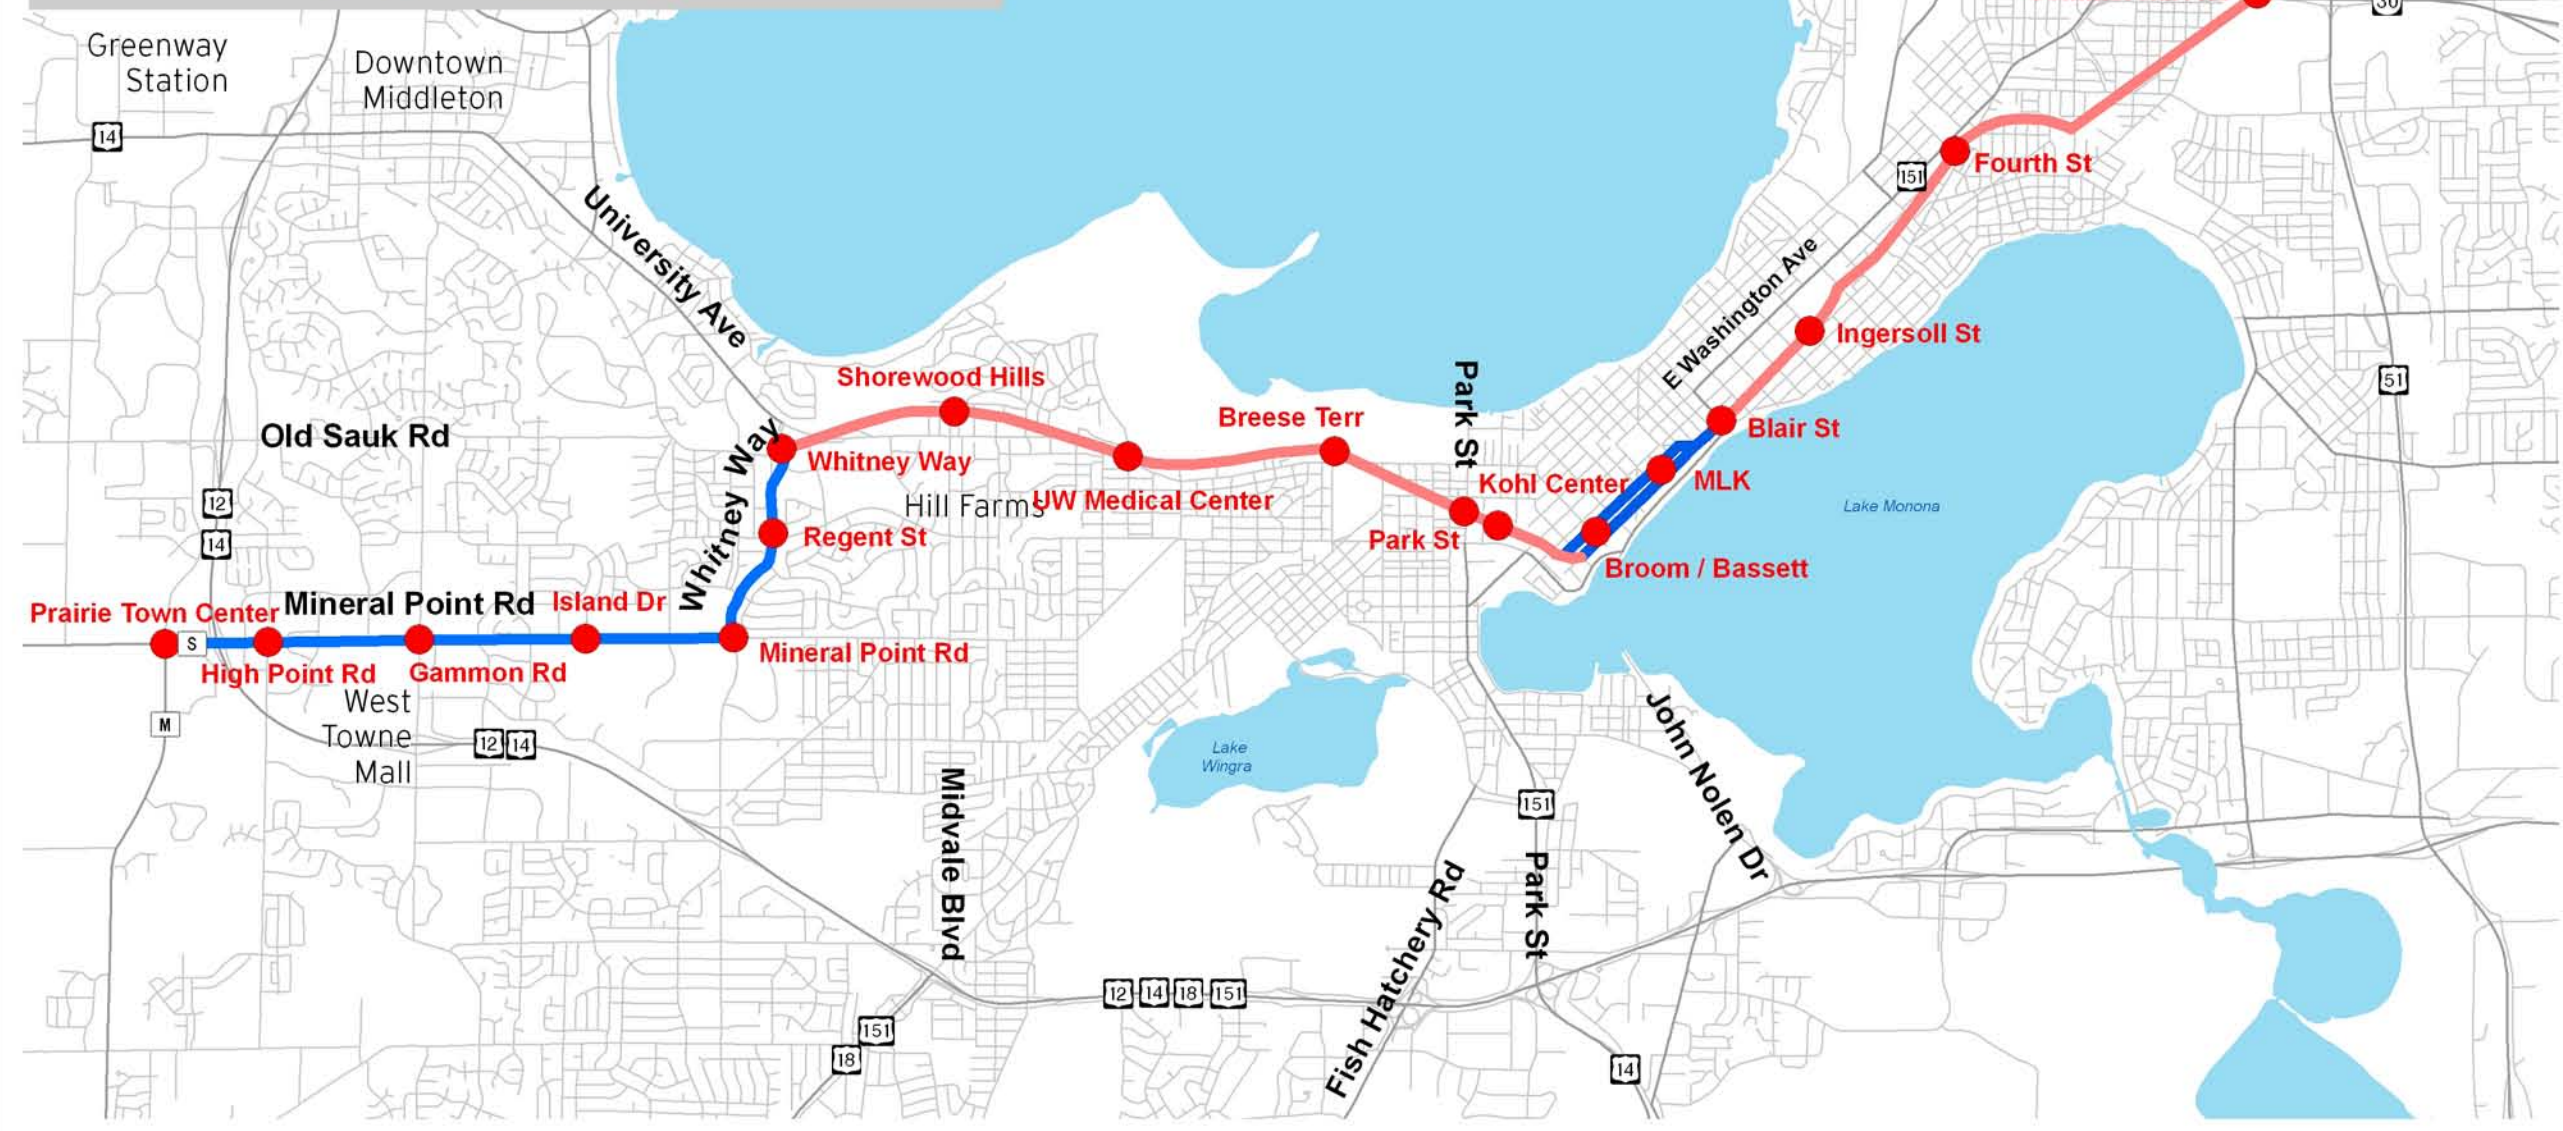 30
Greenway
Station
Downtown
Middleton
14
151
Fourth St
University Ave
E Washington Ave
Ingersoll St
Park St
51
Shorewood Hills
Breese Terr
Blair St
Old Sauk Rd
Whitney Way
Whitney Way
Kohl Center
MLK
Hill Farms
UW Medical Center
12
14
Regent St
Park St
Lake Monona
Broom / Bassett
Prairie Town Center
Mineral Point Rd
Island Dr
S
Mineral Point Rd
High Point Rd
Gammon Rd
West
Towne
Mall
M
12
14
Lake
Wingra
John Nolen Dr
Midvale Blvd
151
Park St
Fish Hatchery Rd
12
14
18
151
151
18
14